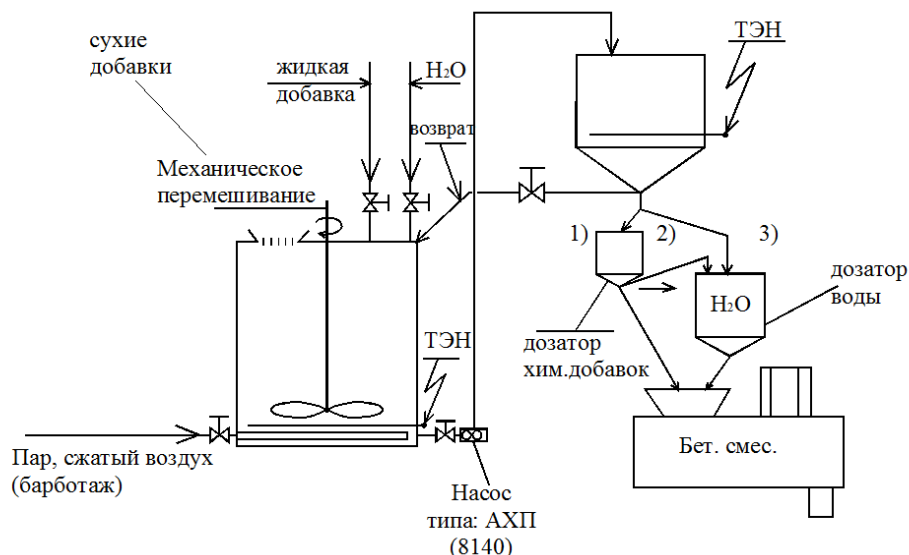 сухие
добавки
жидкая
добавка
H2O
ТЭН
возврат
Механическое
перемешивание
1)
2)
3)
H2O
дозатор
воды
дозатор
хим.добавок
ТЭН
Бет. смес.
Пар, сжатый воздух
(барботаж)
Насос
типа: АХП
(8140)